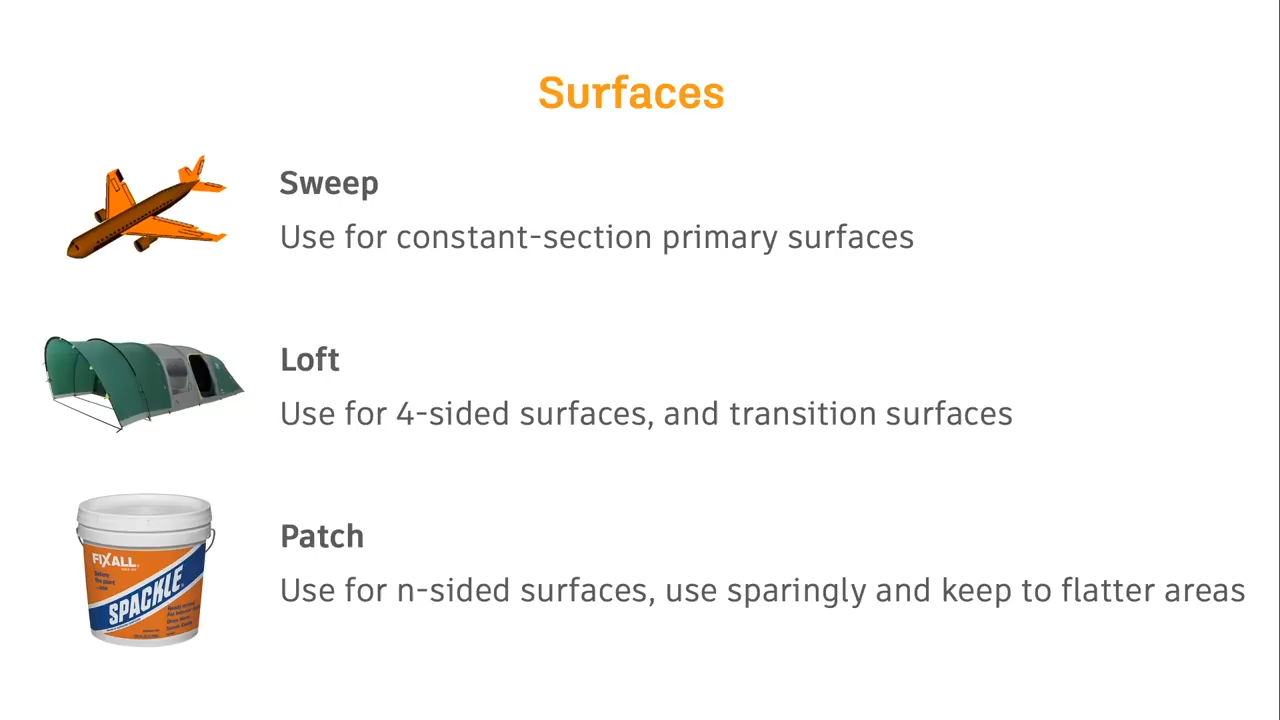 Surfaces
Sweep
Use for constant-section primary surfaces
Loft
Use for 4-sided surfaces, and transition surfaces
Patch
Use for n-sided surfaces, use sparingly and keep to flatter areas
FIXALL
SPACKLE